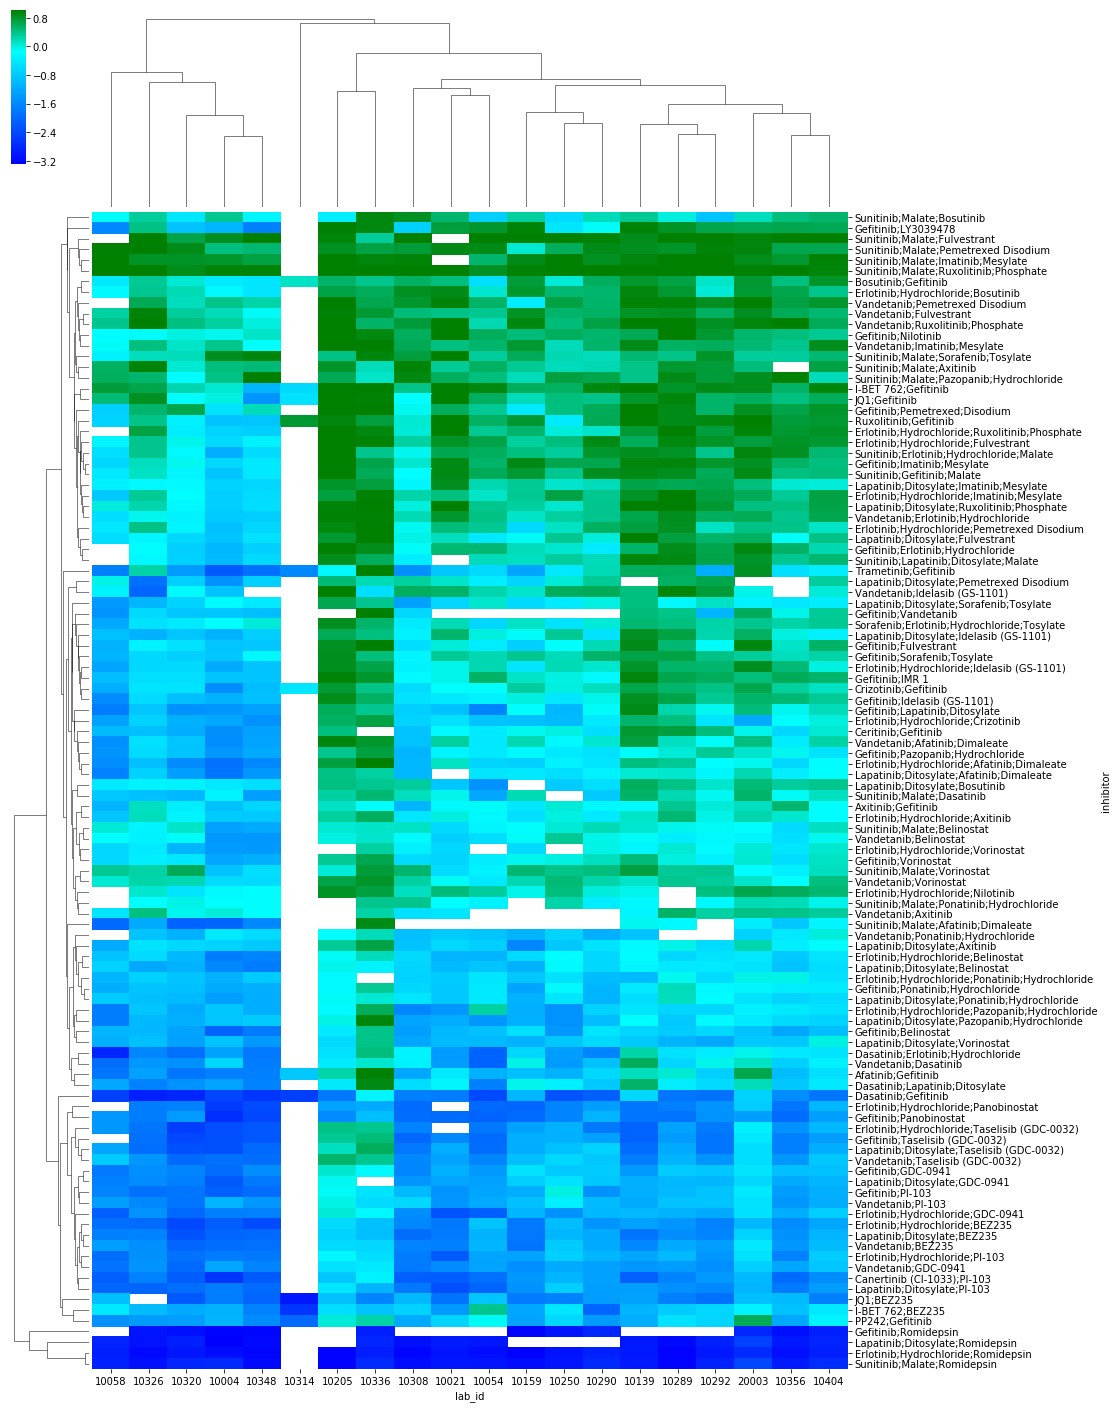 0.8
0.0
−0.8
−1.6
−2.4
−3.2
Sunitinib;Malate;Bosutinib
Gefitinib;LY3039478
Sunitinib;Malate;Fulvestrant
Sunitinib;Malate;Pemetrexed Disodium
Sunitinib;Malate;Imatinib;Mesylate
Sunitinib;Malate;Ruxolitinib;Phosphate
Bosutinib;Gefitinib
Erlotinib;Hydrochloride;Bosutinib
Vandetanib;Pemetrexed Disodium
Vandetanib;Fulvestrant
Vandetanib;Ruxolitinib;Phosphate
Gefitinib;Nilotinib
Vandetanib;Imatinib;Mesylate
Sunitinib;Malate;Sorafenib;Tosylate
Sunitinib;Malate;Axitinib
Sunitinib;Malate;Pazopanib;Hydrochloride
I-BET 762;Gefitinib
JQ1;Gefitinib
Gefitinib;Pemetrexed;Disodium
Ruxolitinib;Gefitinib
Erlotinib;Hydrochloride;Ruxolitinib;Phosphate
Erlotinib;Hydrochloride;Fulvestrant
Sunitinib;Erlotinib;Hydrochloride;Malate
Gefitinib;Imatinib;Mesylate
Sunitinib;Gefitinib;Malate
Lapatinib;Ditosylate;Imatinib;Mesylate
Erlotinib;Hydrochloride;Imatinib;Mesylate
Lapatinib;Ditosylate;Ruxolitinib;Phosphate
Vandetanib;Erlotinib;Hydrochloride
Erlotinib;Hydrochloride;Pemetrexed Disodium
Lapatinib;Ditosylate;Fulvestrant
Gefitinib;Erlotinib;Hydrochloride
Sunitinib;Lapatinib;Ditosylate;Malate
Trametinib;Gefitinib
Lapatinib;Ditosylate;Pemetrexed Disodium
Vandetanib;Idelasib (GS-1101)
Lapatinib;Ditosylate;Sorafenib;Tosylate
Gefitinib;Vandetanib
Sorafenib;Erlotinib;Hydrochloride;Tosylate
Lapatinib;Ditosylate;Idelasib (GS-1101)
Gefitinib;Fulvestrant
Gefitinib;Sorafenib;Tosylate
Erlotinib;Hydrochloride;Idelasib (GS-1101)
Gefitinib;IMR 1
Crizotinib;Gefitinib
Gefitinib;Idelasib (GS-1101)
Gefitinib;Lapatinib;Ditosylate
Erlotinib;Hydrochloride;Crizotinib
Ceritinib;Gefitinib
Vandetanib;Afatinib;Dimaleate
Gefitinib;Pazopanib;Hydrochloride
Erlotinib;Hydrochloride;Afatinib;Dimaleate
Lapatinib;Ditosylate;Afatinib;Dimaleate
Lapatinib;Ditosylate;Bosutinib
Sunitinib;Malate;Dasatinib
Axitinib;Gefitinib
Erlotinib;Hydrochloride;Axitinib
Sunitinib;Malate;Belinostat
Vandetanib;Belinostat
Erlotinib;Hydrochloride;Vorinostat
Gefitinib;Vorinostat
Sunitinib;Malate;Vorinostat
Vandetanib;Vorinostat
Erlotinib;Hydrochloride;Nilotinib
Sunitinib;Malate;Ponatinib;Hydrochloride
Vandetanib;Axitinib
Sunitinib;Malate;Afatinib;Dimaleate
Vandetanib;Ponatinib;Hydrochloride
Lapatinib;Ditosylate;Axitinib
Erlotinib;Hydrochloride;Belinostat
Lapatinib;Ditosylate;Belinostat
Erlotinib;Hydrochloride;Ponatinib;Hydrochloride
Gefitinib;Ponatinib;Hydrochloride
Lapatinib;Ditosylate;Ponatinib;Hydrochloride
Erlotinib;Hydrochloride;Pazopanib;Hydrochloride
Lapatinib;Ditosylate;Pazopanib;Hydrochloride
Gefitinib;Belinostat
Lapatinib;Ditosylate;Vorinostat
Dasatinib;Erlotinib;Hydrochloride
Vandetanib;Dasatinib
Afatinib;Gefitinib
Dasatinib;Lapatinib;Ditosylate
Dasatinib;Gefitinib
Erlotinib;Hydrochloride;Panobinostat
Gefitinib;Panobinostat
Erlotinib;Hydrochloride;Taselisib (GDC-0032)
Gefitinib;Taselisib (GDC-0032)
Lapatinib;Ditosylate;Taselisib (GDC-0032)
Vandetanib;Taselisib (GDC-0032)
Gefitinib;GDC-0941
Lapatinib;Ditosylate;GDC-0941
Gefitinib;PI-103
Vandetanib;PI-103
Erlotinib;Hydrochloride;GDC-0941
Erlotinib;Hydrochloride;BEZ235
Lapatinib;Ditosylate;BEZ235
Vandetanib;BEZ235
Erlotinib;Hydrochloride;PI-103
Vandetanib;GDC-0941
Canertinib (CI-1033);PI-103
Lapatinib;Ditosylate;PI-103
JQ1;BEZ235
I-BET 762;BEZ235
PP242;Gefitinib
Gefitinib;Romidepsin
Lapatinib;Ditosylate;Romidepsin
Erlotinib;Hydrochloride;Romidepsin
Sunitinib;Malate;Romidepsin
inhibitor
10058 10326 10320 10004 10348 10314 10205 10336 10308 10021 10054 10159 10250 10290 10139 10289 10292 20003 10356 10404
lab_id